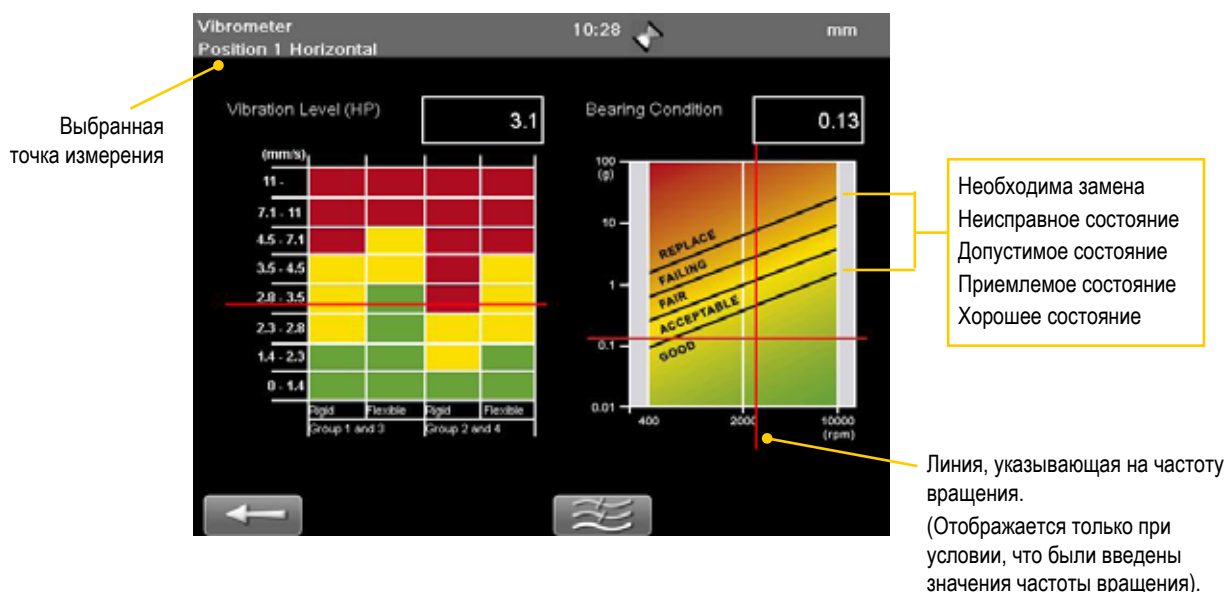 Vibrometer
Position 1 Horizontal
10:28
mm
Выбранная
точка измерения
Vibration Level (HP)
3.1
(mm/s)
11 -
7.1 - 11
4.5 - 7.1
3.5 - 4.5
2.8 - 3.5
2.3 - 2.8
1.4 - 2.3
0 - 1.4
Rigid Flexible Rigid Flexible
Group 1 and 3 Group 2 and 4
Bearing Condition
0.13
100
(g)
10
1
0.1
0.01
REPLACE
FAILING
FAIR
ACCEPTABLE
GOOD
400 2000 10000
(rpm)
Необходима замена
Неисправное состояние
Допустимое состояние
Приемлемое состояние
Хорошее состояние
Линия, указывающая на частоту
вращения.
(Отображается только при
условии, что были введены
значения частоты вращения).